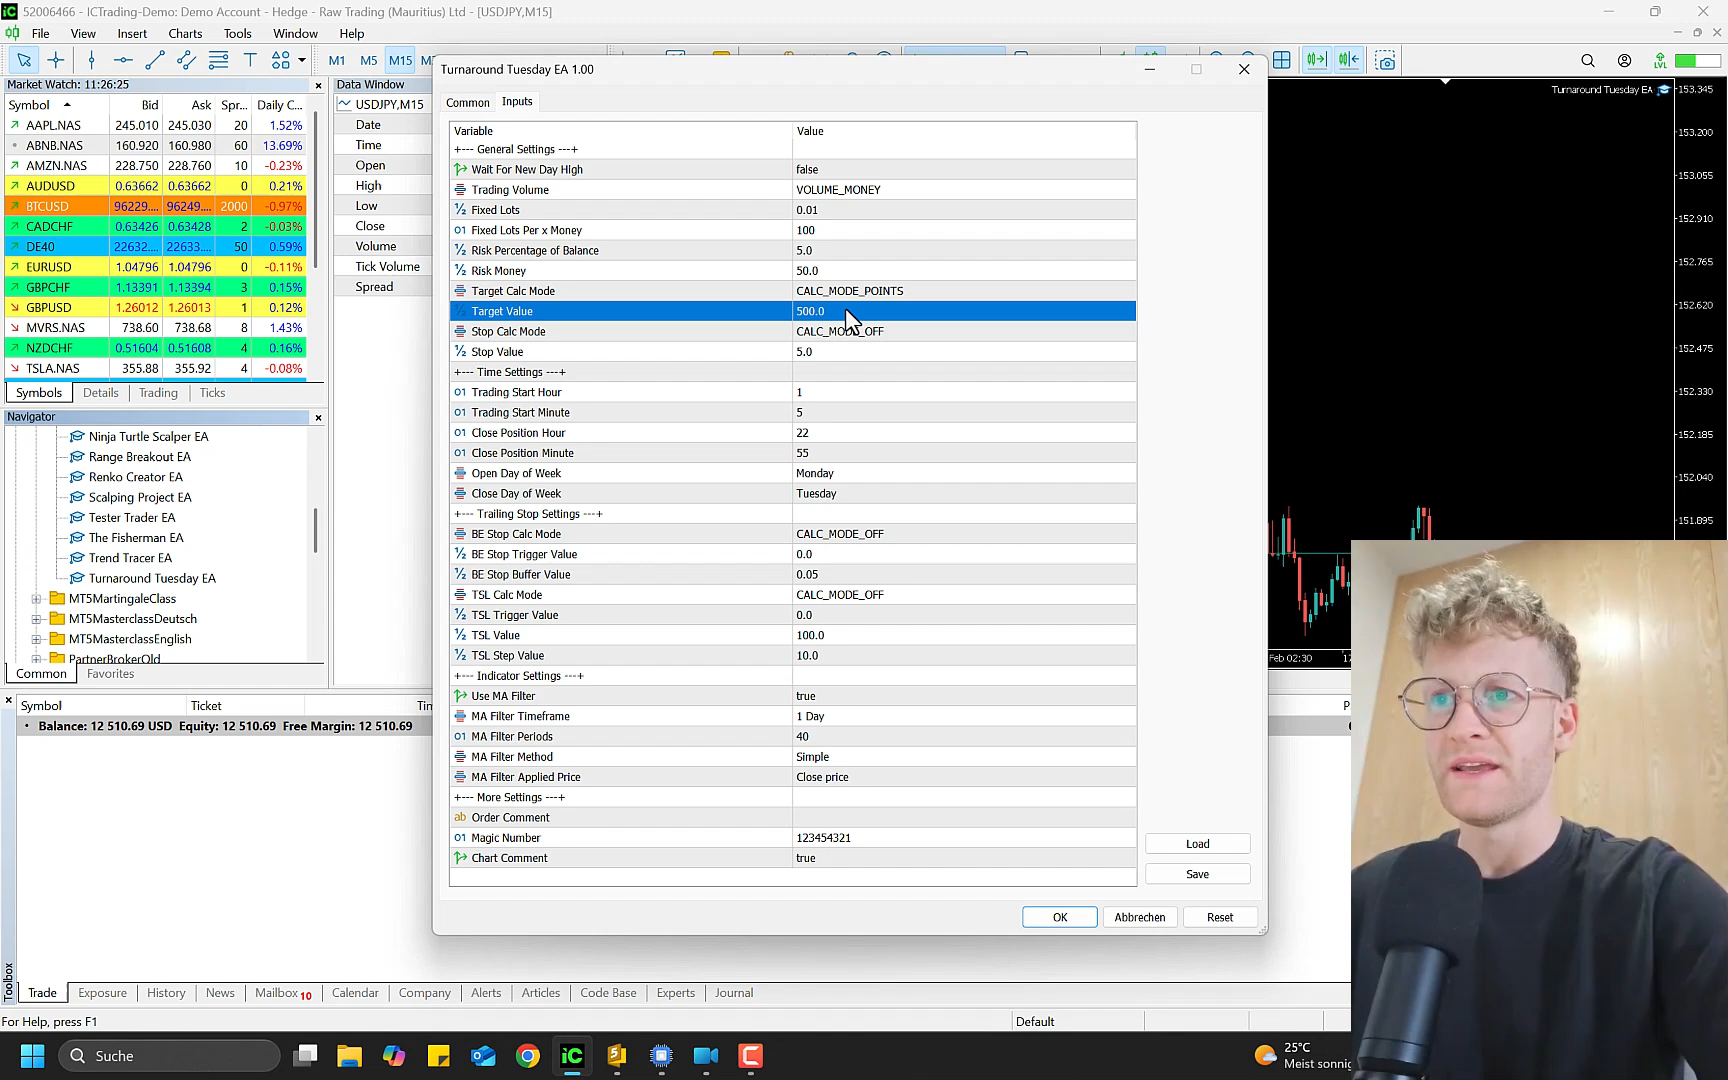 52006466 - ICTrading-Demo: Demo Account - Hedge - Raw Trading (Mauritius) Ltd - [USDJPY,M15]
File View Insert Charts Tools Window Help
M1 M5 M15
Market Watch: 11:26:25
Symbol Bid Ask Spr... Daily C...
AAPL.NAS 245.010 245.030 20 1.52%
ABNB.NAS 160.920 160.980 60 13.69%
AMZN.NAS 228.750 228.760 10 -0.23%
AUDUSD 0.63662 0.63662 0 0.21%
BTCUSD 96229.... 96249.... 2000 -0.97%
CADCHF 0.63426 0.63428 2 -0.03%
DE40 22632.... 22633.... 50 0.59%
EURUSD 1.04796 1.04796 0 -0.11%
GBPCHF 1.13391 1.13394 3 0.15%
GBPUSD 1.26012 1.26013 1 0.12%
MVRS.NAS 738.60 738.68 8 1.43%
NZDCHF 0.51604 0.51608 4 0.16%
TSLA.NAS 355.88 355.92 4 -0.08%
Symbols Details Trading Ticks
Navigator
Ninja Turtle Scalper EA
Range Breakout EA
Renko Creator EA
Scalping Project EA
Tester Trader EA
The Fisherman EA
Trend Tracer EA
Turnaround Tuesday EA
MT5MartingaleClass
MT5MasterclassDeutsch
MT5MasterclassEnglish
PartnerBrokerOld
Common Favorites
Data Window
USDJPY,M15
Date
Time
Open
High
Low
Close
Volume
Tick Volume
Spread
Turnaround Tuesday EA 1.00
Common Inputs
Variable Value
+--- General Settings ---+
Wait For New Day High false
Trading Volume VOLUME_MONEY
Fixed Lots 0.01
Fixed Lots Per x Money 100
Risk Percentage of Balance 5.0
Risk Money 50.0
Target Calc Mode CALC_MODE_POINTS
Target Value 500.0
Stop Calc Mode CALC_MODE_OFF
Stop Value 5.0
+--- Time Settings ---+
Trading Start Hour 1
Trading Start Minute 5
Close Position Hour 22
Close Position Minute 55
Open Day of Week Monday
Close Day of Week Tuesday
+--- Trailing Stop Settings ---+
BE Stop Calc Mode CALC_MODE_OFF
BE Stop Trigger Value 0.0
BE Stop Buffer Value 0.05
TSL Calc Mode CALC_MODE_OFF
TSL Trigger Value 0.0
TSL Value 100.0
TSL Step Value 10.0
+--- Indicator Settings ---+
Use MA Filter true
MA Filter Timeframe 1 Day
MA Filter Periods 40
MA Filter Method Simple
MA Filter Applied Price Close price
+--- More Settings ---+
Order Comment
Magic Number 123454321
Chart Comment true
Load
Save
OK Abbrechen Reset
Turnaround Tuesday EA
153.345
153.200
153.055
152.910
152.765
152.620
152.475
152.330
152.185
152.040
151.895
Feb 02:30
Symbol Ticket
Balance: 12 510.69 USD Equity: 12 510.69 Free Margin: 12 510.69
Toolbox
Trade Exposure History News Mailbox 10 Calendar Company Alerts Articles Code Base Experts Journal
For Help, press F1
Default
Suche
25°C
Meist sonnig